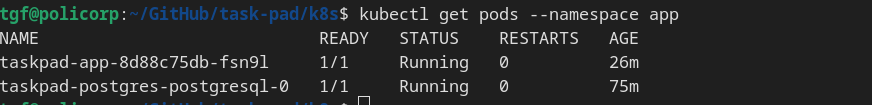 tgf@policorp:~/GitHub/task-pad/k8s$ kubectl get pods --namespace app
NAME                             READY   STATUS    RESTARTS   AGE
taskpad-app-8d88c75db-fsn9l      1/1     Running   0          26m
taskpad-postgres-postgresql-0    1/1     Running   0          75m
tgf@policorp:~/GitHub/task-pad/k8s$